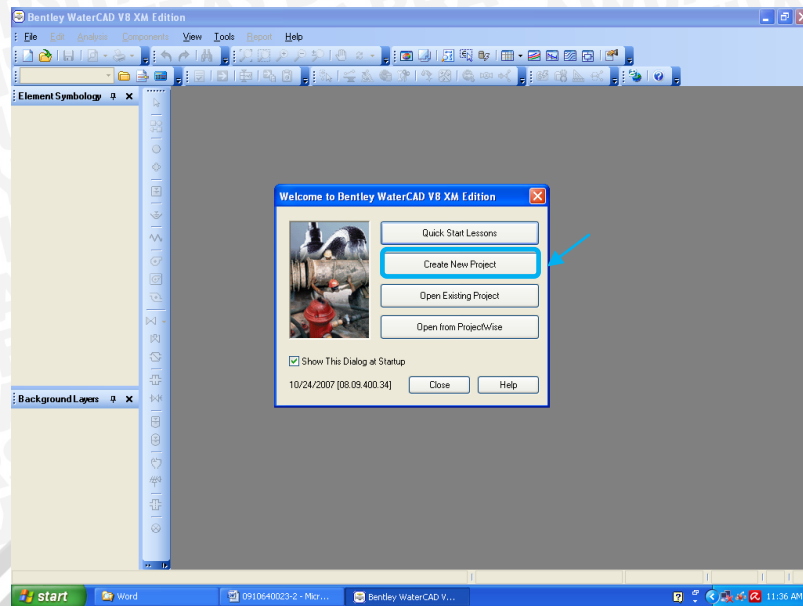 Bentley WaterCAD V8 XM Edition
File Edit Analysis Components View Tools Report Help
Element Symbology
Welcome to Bentley WaterCAD V8 XM Edition
Quick Start Lessons
Create New Project
Open Existing Project
Open from ProjectWise
Show This Dialog at Startup
10/24/2007 [08.09.400.34] Close Help
Background Layers
start Word 0910640023-2 - Micr... Bentley WaterCAD V... 11:36 AM